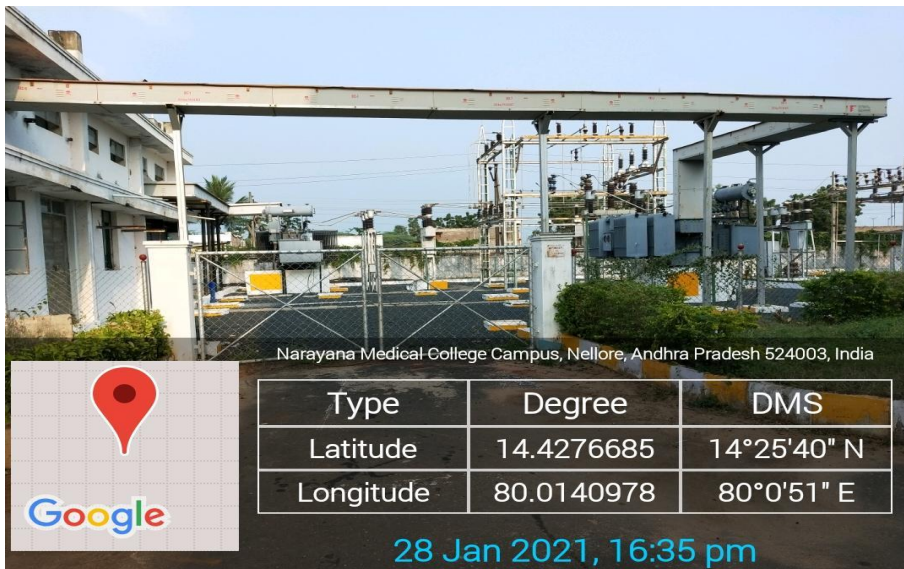 Narayana Medical College Campus, Nellore, Andhra Pradesh 524003, India
Type Degree DMS
Latitude 14.4276685 14°25'40" N
Longitude 80.0140978 80°0'51" E
Google
28 Jan 2021, 16:35 pm